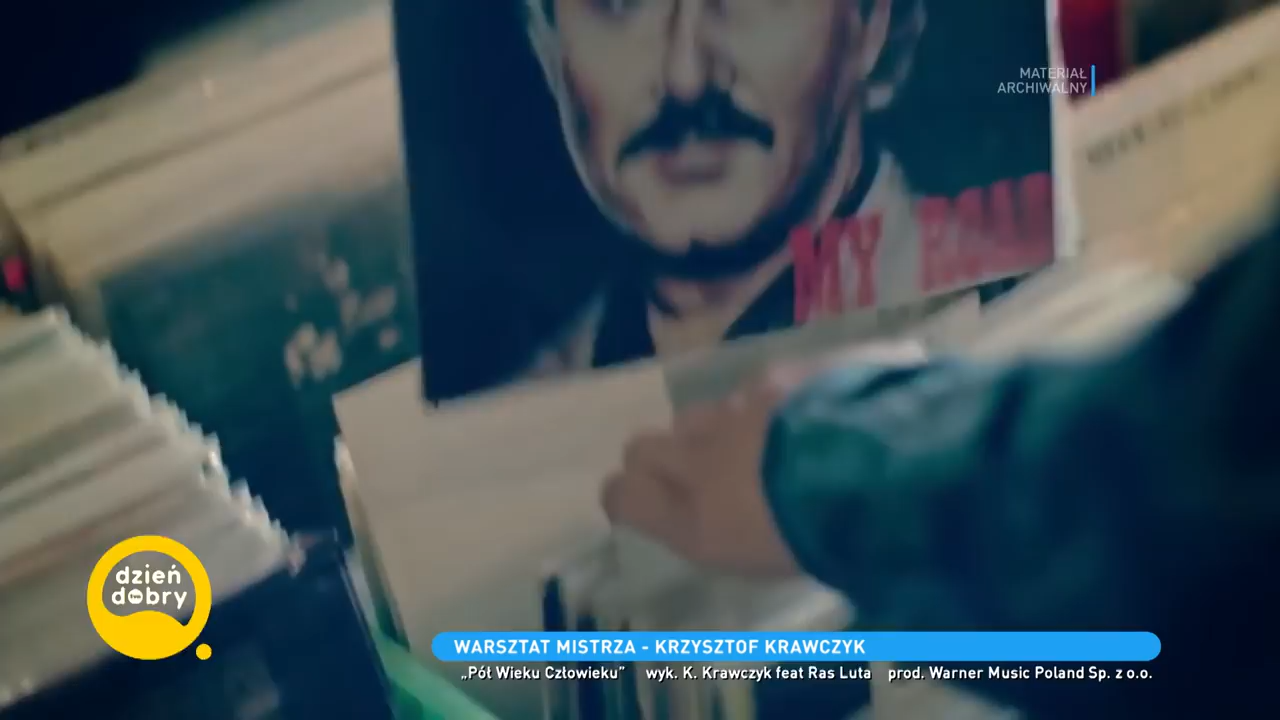 MATERIAŁ
ARCHIWALNY
MY ROAD
dzień
dobry
WARSZTAT MISTRZA - KRZYSZTOF KRAWCZYK
„Pół Wieku Człowieku” wyk. K. Krawczyk feat Ras Luta prod. Warner Music Poland Sp. z o.o.